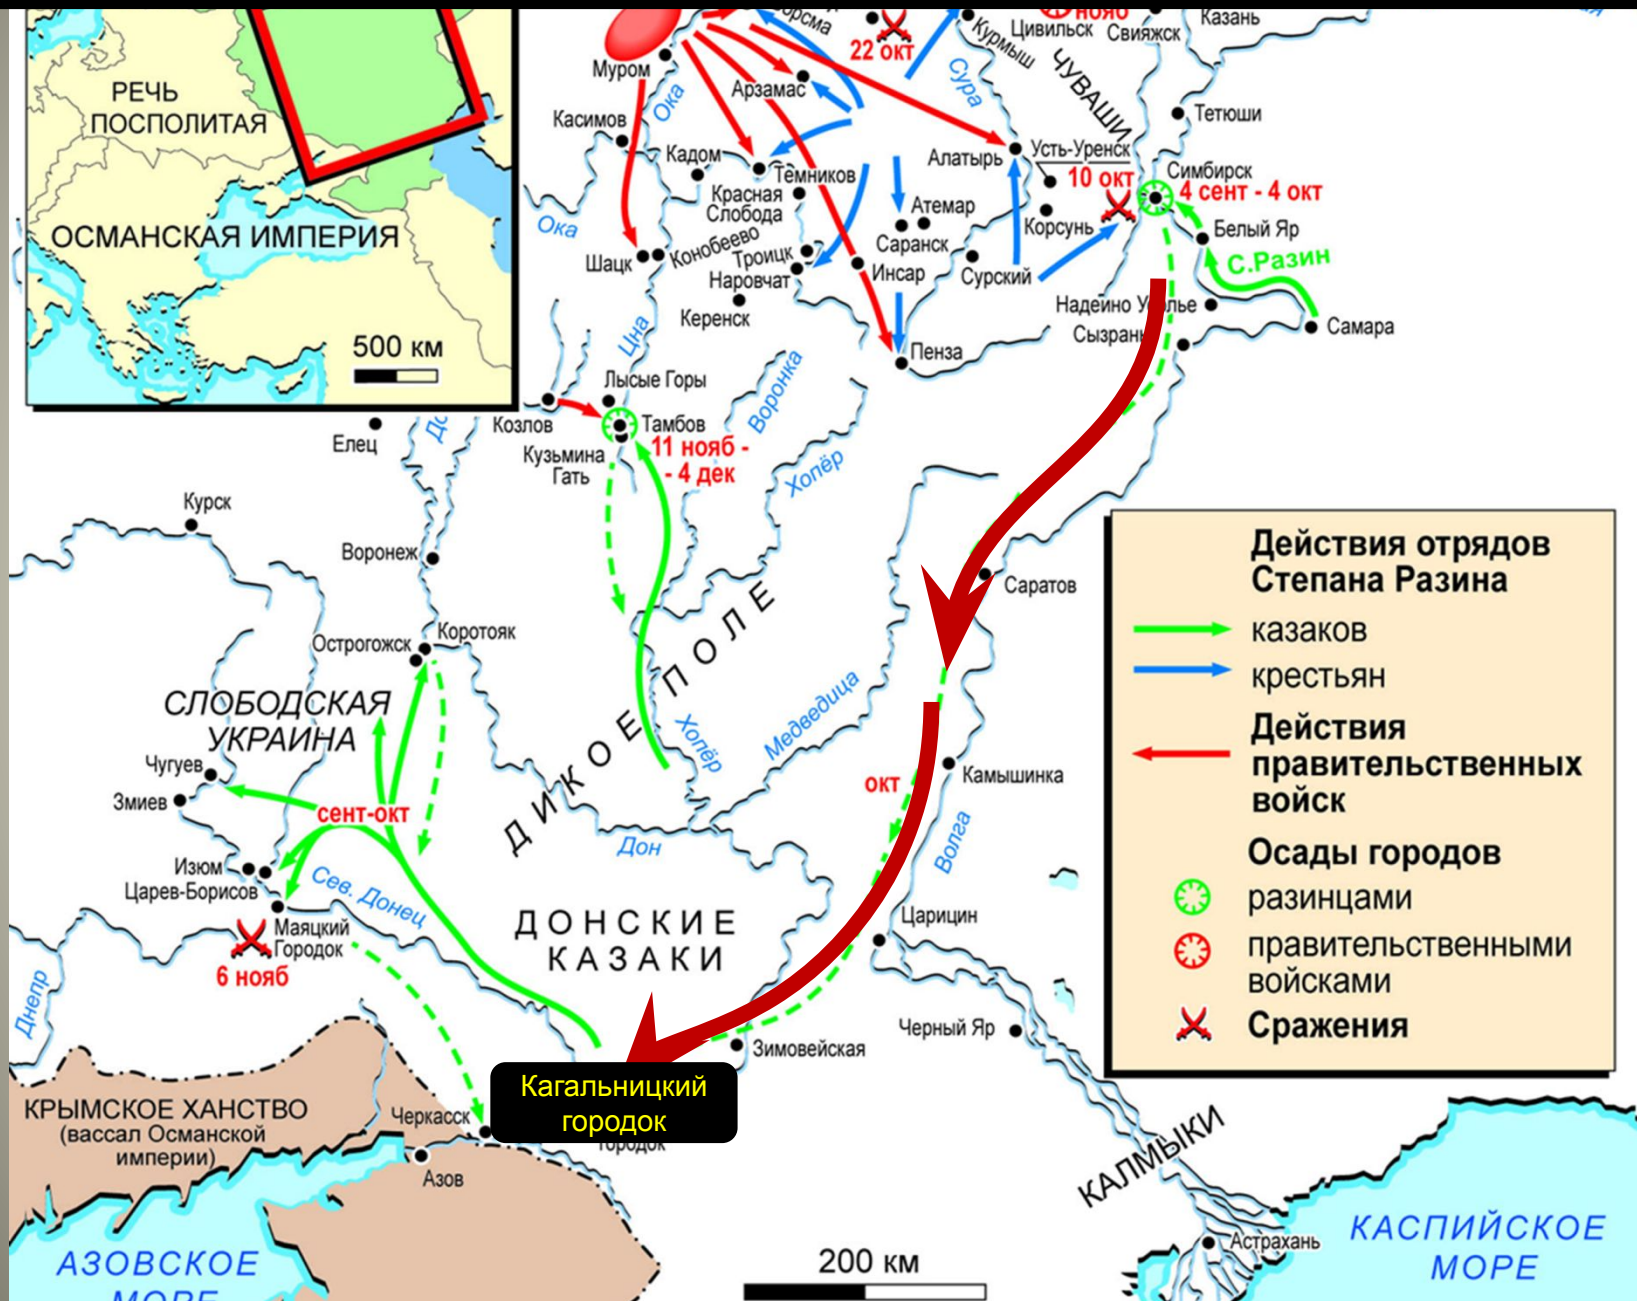 РЕЧЬ
ПОСПОЛИТАЯ
ОСМАНСКАЯ ИМПЕРИЯ
500 км
Муром
Ока
Касимов
Кадом
Арзамас
22 окт
Курмыш
Цивильск
нояб
Свияжск
Казань
Сура
ЧУВАШИ
Тетюши
Алатырь
Усть-Уренск
10 окт
Симбирск
4 сент - 4 окт
Темников
Красная
Слобода
Атемар
Саранск
Корсунь
Белый Яр
С.Разин
Ока
Шацк
Конобеево
Троицк
Наровчат
Инсар
Сурский
Керенск
Надеино Усолье
Сызрань
Самара
Цна
Пенза
Лысые Горы
Воронка
Козлов
Тамбов
Елец
Кузьмина
Гать
11 нояб -
- 4 дек
Хопёр
Курск
Воронеж
Саратов
Острогожск
Коротояк
ДИКОЕ ПОЛЕ
СЛОБОДСКАЯ
УКРАИНА
Хопёр
Медведица
Чугуев
Змиев
сент-окт
окт
Камышинка
Волга
Дон
Изюм
Царев-Борисов
Сев. Донец
Маяцкий
Городок
6 нояб
ДОНСКИЕ
КАЗАКИ
Царицин
Днепр
Черный Яр
Зимовейская
Кагальницкий
городок
городок
КРЫМСКОЕ ХАНСТВО
(вассал Османской
империи)
Черкасск
Азов
КАЛМЫКИ
Астрахань
АЗОВСКОЕ
МОРЕ
КАСПИЙСКОЕ
МОРЕ
200 км
Действия отрядов
Степана Разина
казаков
крестьян
Действия
правительственных
войск
Осады городов
разинцами
правительственными
войсками
Сражения